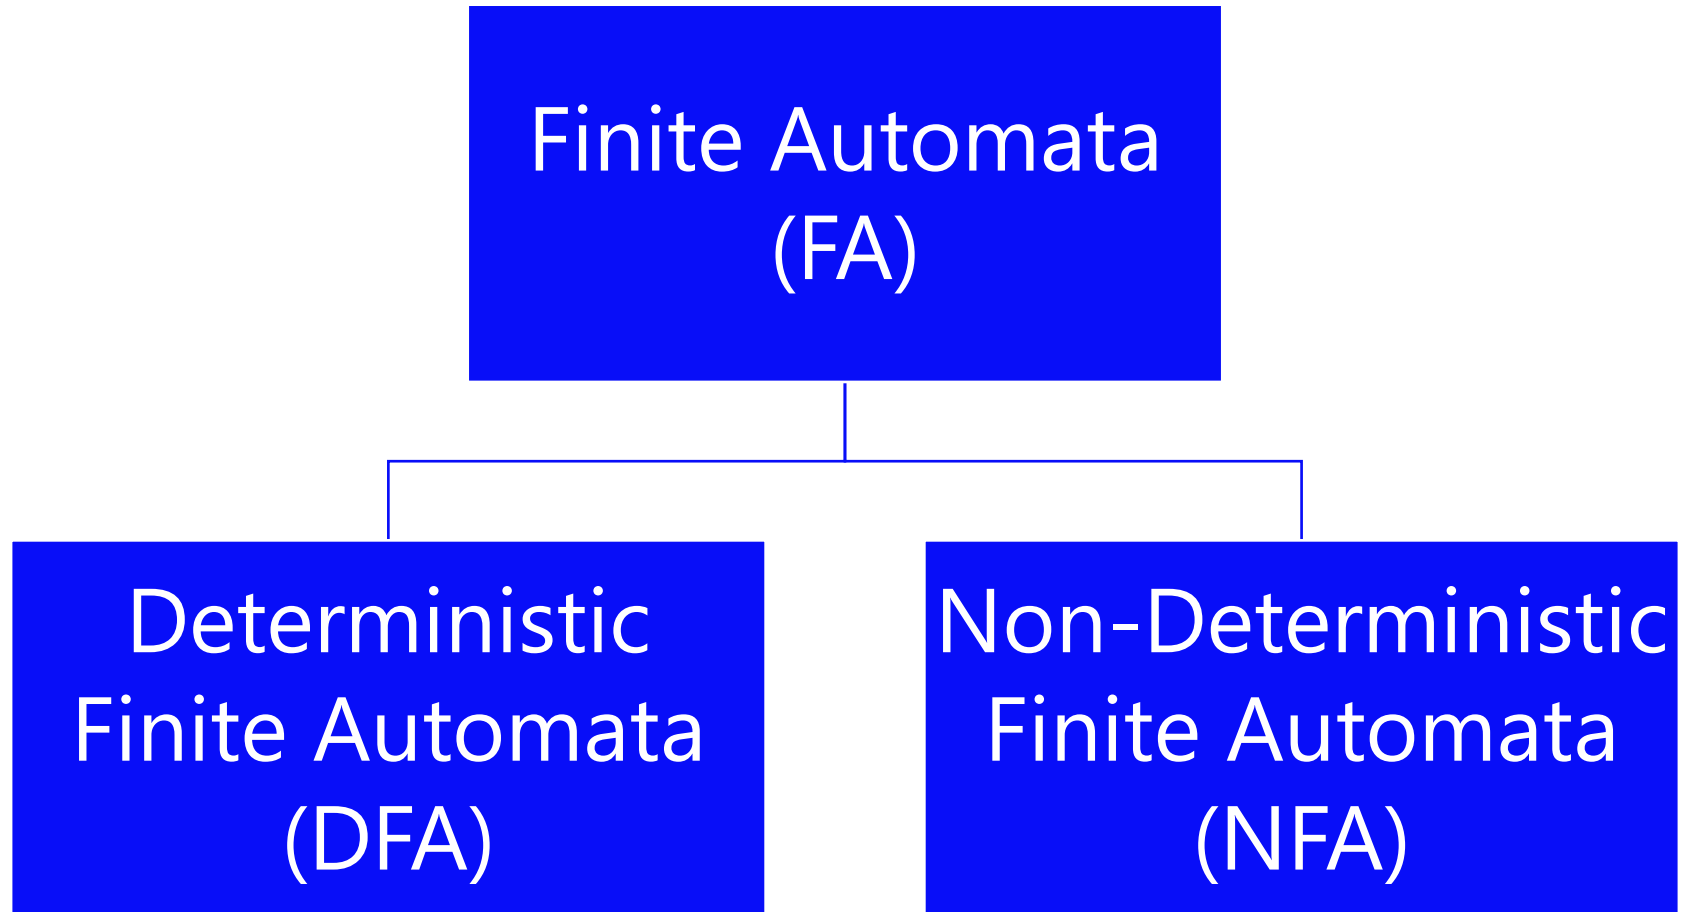 Finite Automata
(FA)
Deterministic
Finite Automata
(DFA)
Non-Deterministic
Finite Automata
(NFA)